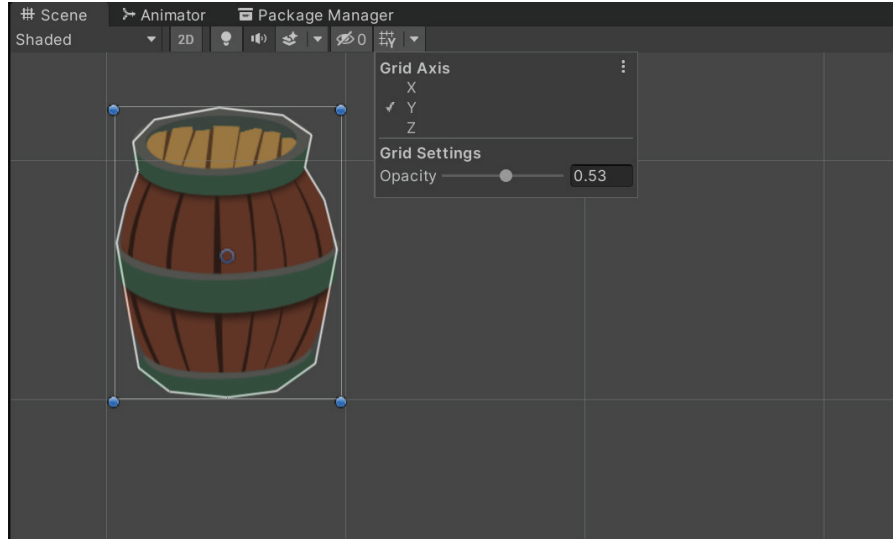 Scene Animator Package Manager
Shaded 2D 0 Y
Grid Axis
X
Y
Z
Grid Settings
Opacity 0.53